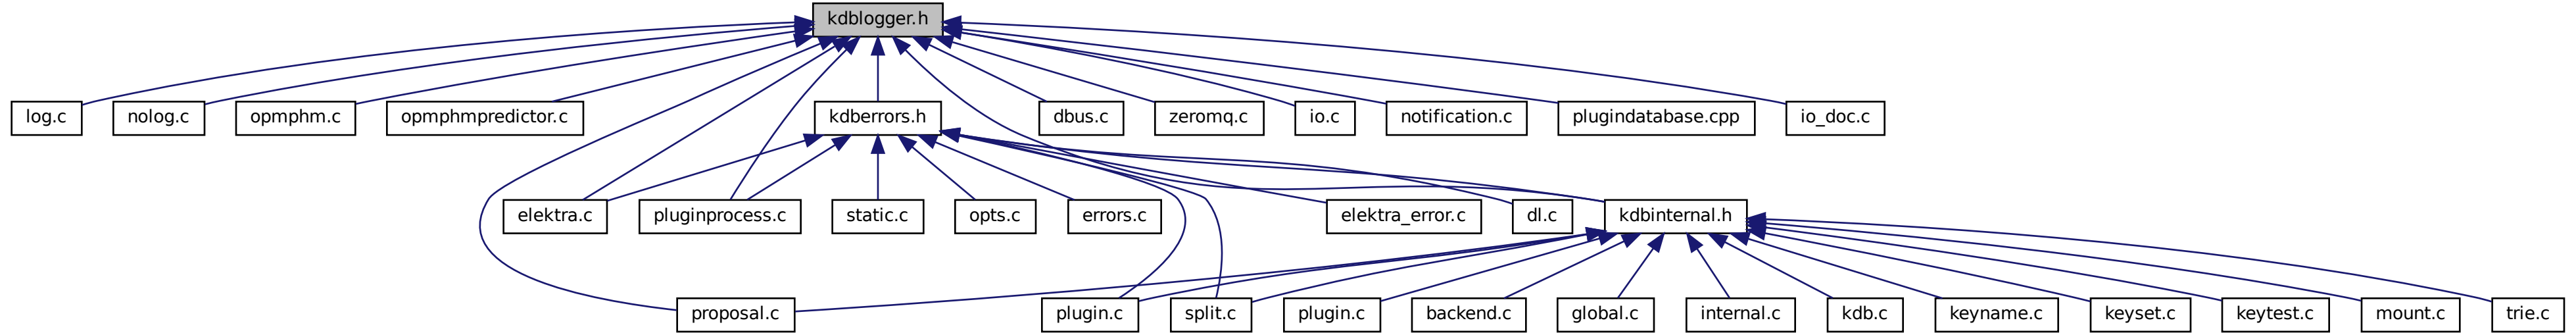 kdblogger.h
log.c
nolog.c
opmphm.c
opmphmpredictor.c
kdberrors.h
dbus.c
zeromq.c
io.c
notification.c
plugindatabase.cpp
io_doc.c
elektra.c
pluginprocess.c
static.c
opts.c
errors.c
elektra_error.c
dl.c
kdbinternal.h
proposal.c
plugin.c
split.c
plugin.c
backend.c
global.c
internal.c
kdb.c
keyname.c
keyset.c
keytest.c
mount.c
trie.c